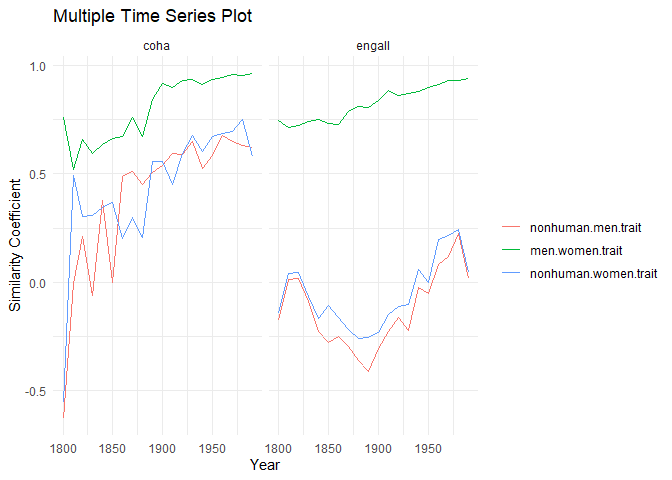 Multiple Time Series Plot
coha
engall
1.0
0.5
0.0
-0.5
Similarity Coefficient
1800
1850
1900
1950
1800
1850
1900
1950
Year
nonhuman.men.trait
men.women.trait
nonhuman.women.trait